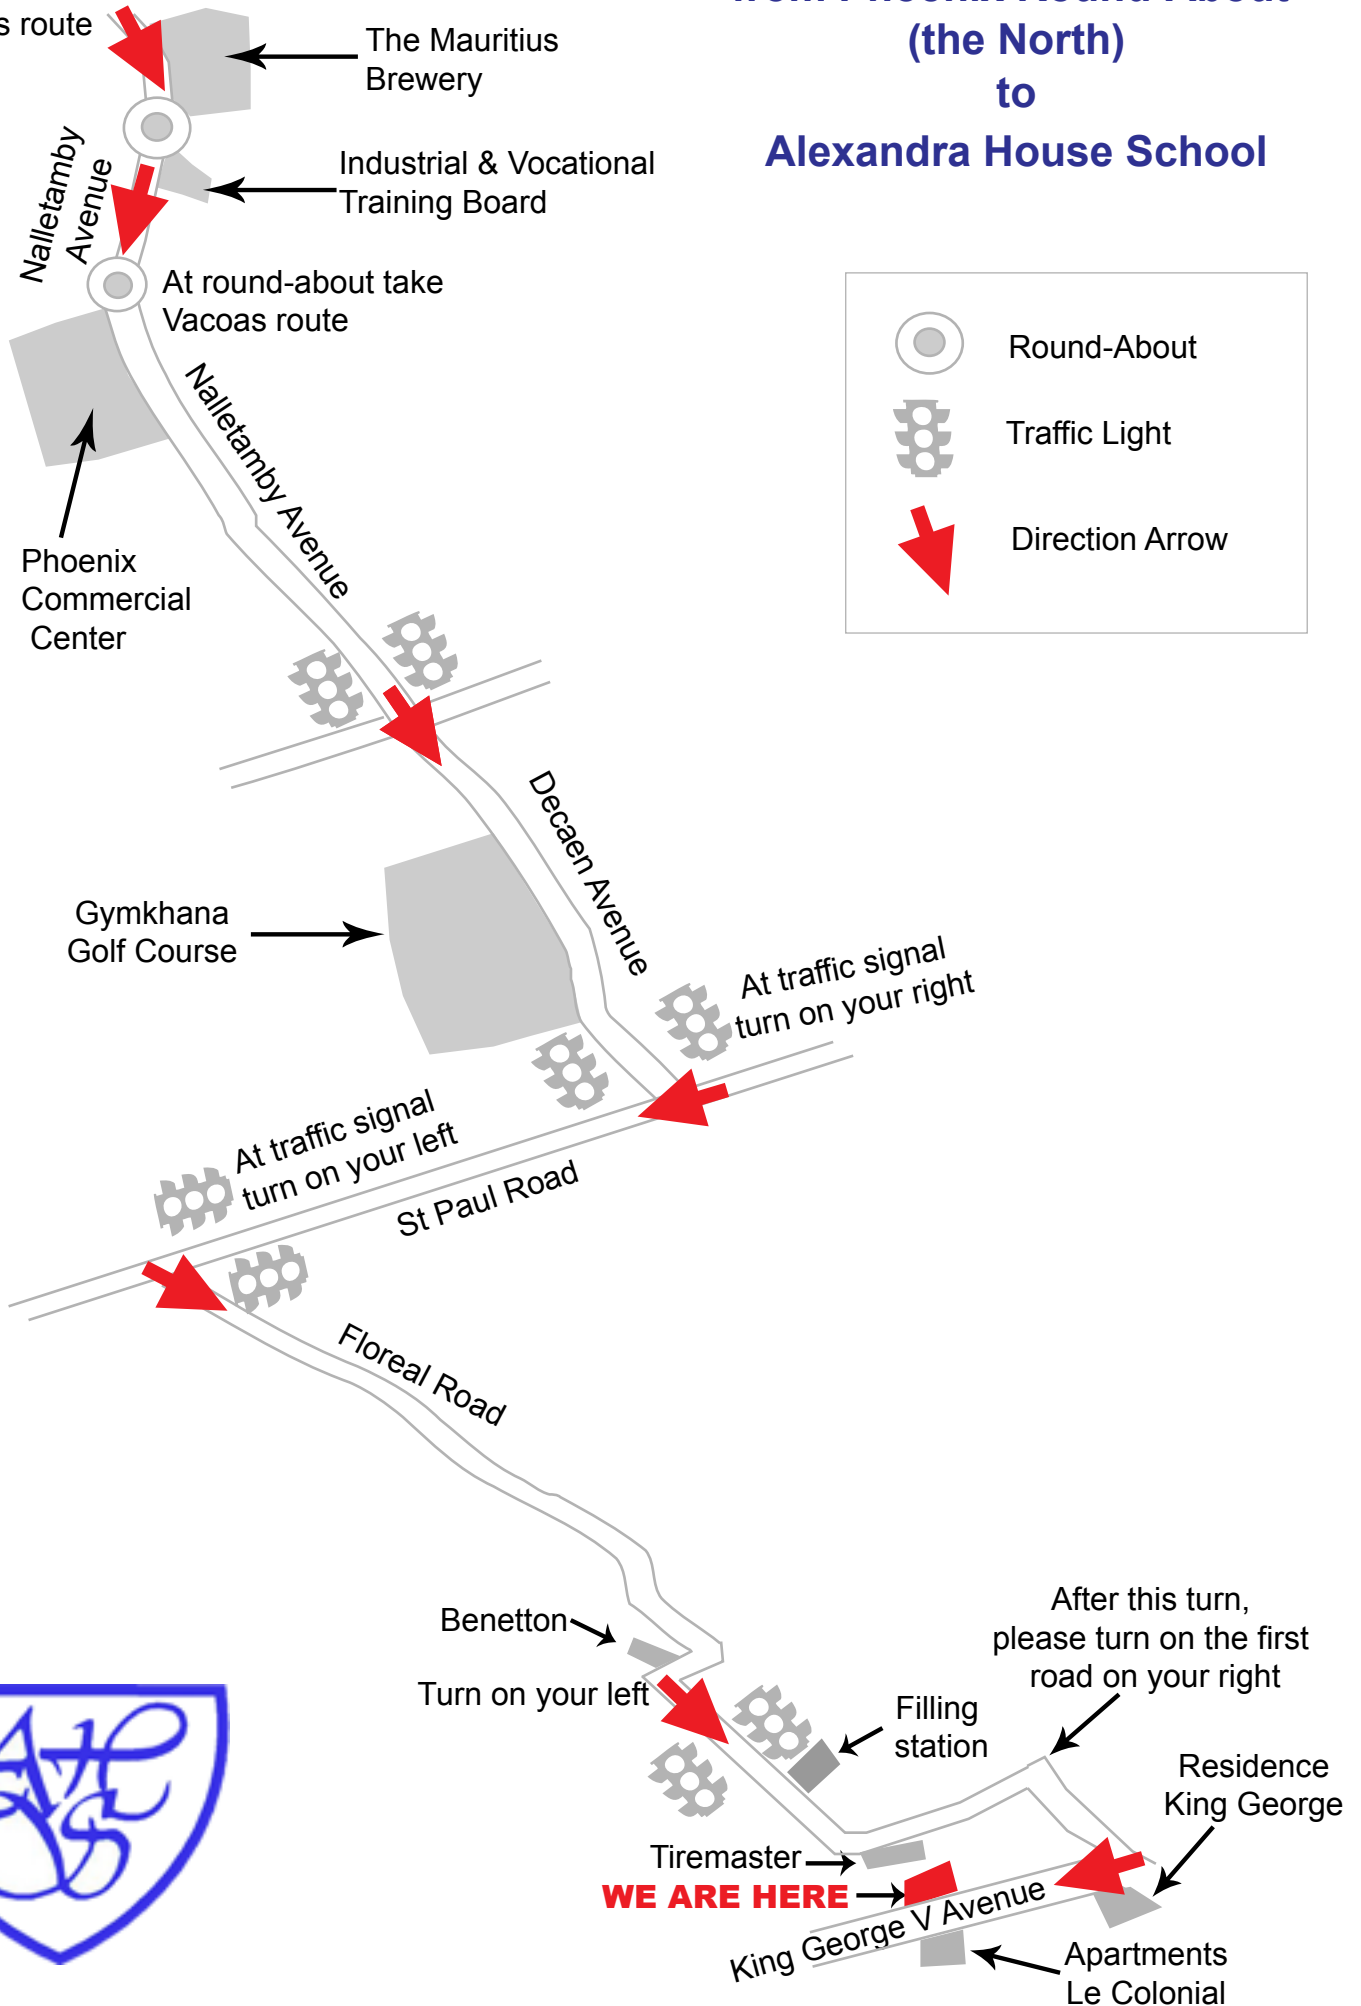 s route
(the North)
to
Alexandra House School
The Mauritius
Brewery
Industrial & Vocational
Training Board
Nalletamby
Avenue
At round-about take
Vacoas route
Round-About
Traffic Light
Direction Arrow
Nalletamby Avenue
Phoenix
Commercial
Center
Decaen Avenue
Gymkhana
Golf Course
At traffic signal
turn on your right
At traffic signal
turn on your left
St Paul Road
Floreal Road
Benetton
Turn on your left
After this turn,
please turn on the first
road on your right
Filling
station
Residence
King George
Tiremaster
WE ARE HERE
King George V Avenue
Apartments
Le Colonial